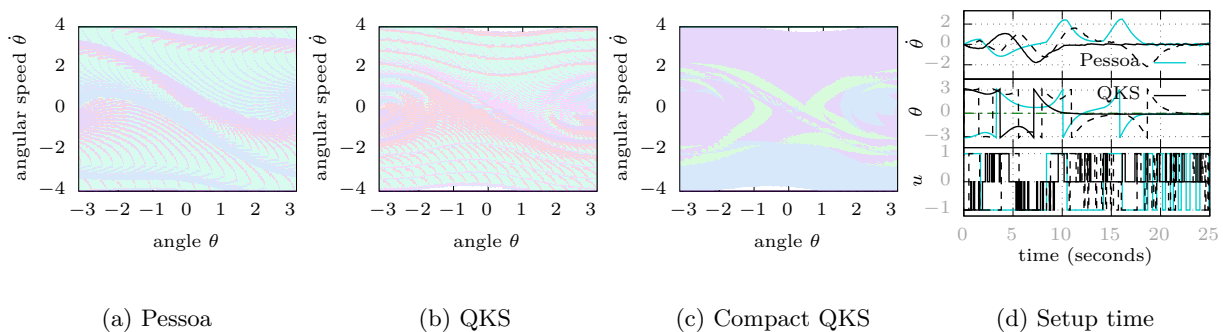 angular speed θ̇
4
2
0
−2
−4
−3 −2 −1 0 1 2 3
angle θ
(a) Pessoa
angular speed θ̇
4
2
0
−2
−4
−3 −2 −1 0 1 2 3
angle θ
(b) QKS
angular speed θ̇
4
2
0
−2
−4
−3 −2 −1 0 1 2 3
angle θ
(c) Compact QKS
θ̇
2
0
−2
Pessoa
θ
3
0
−3
QKS
u
1
0
−1
0 5 10 15 20 25
time (seconds)
(d) Setup time